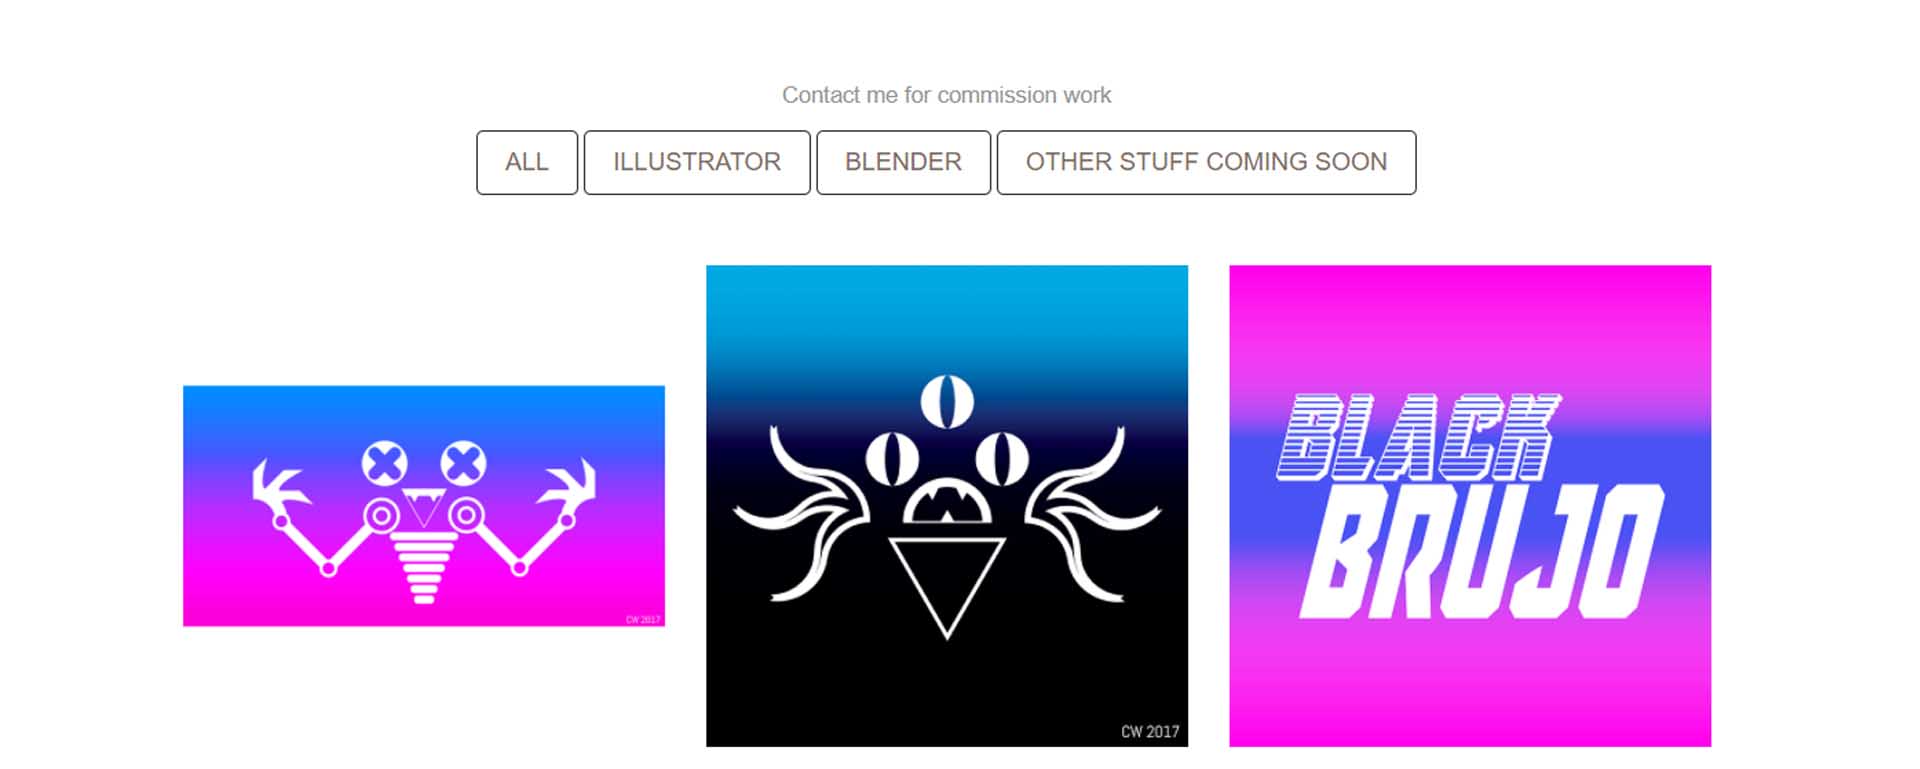 Contact me for commission work
ALL ILLUSTRATOR BLENDER OTHER STUFF COMING SOON
CW 2017
CW 2017
BLACK
BRUJO